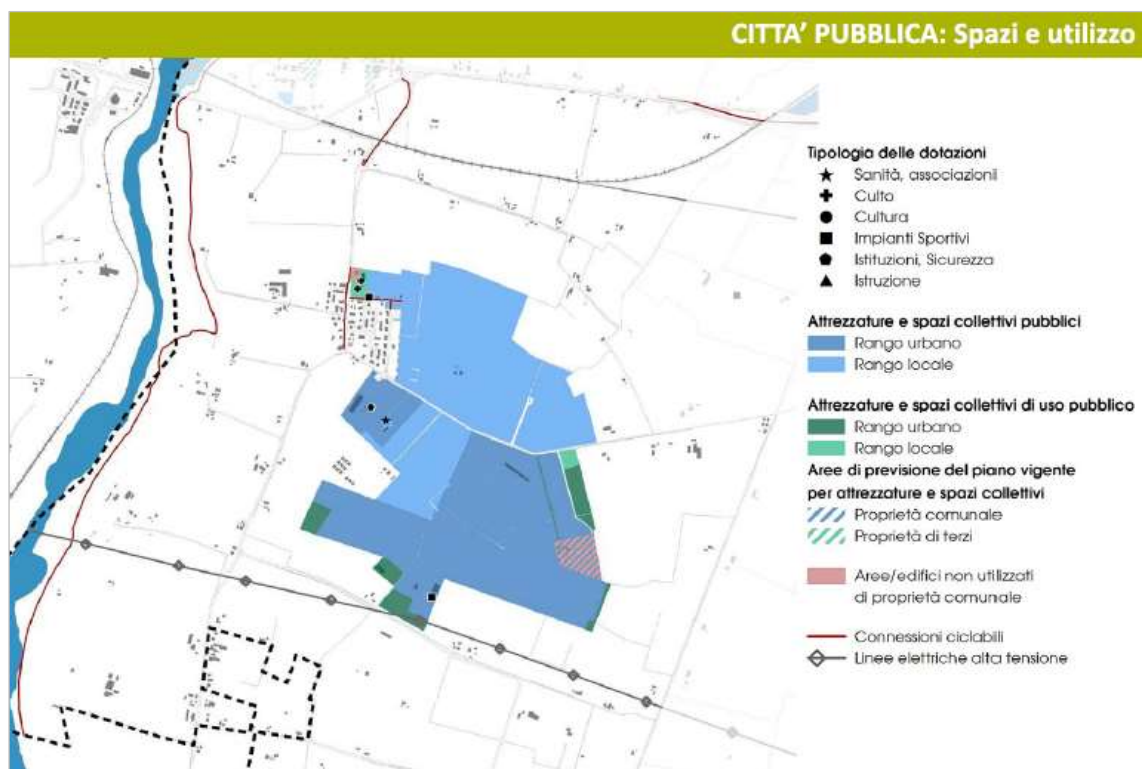 CITTA' PUBBLICA: Spazi e utilizzo
Tipologia delle dotazioni
Sanità, associazioni
Culto
Cultura
Impianti Sportivi
Istituzioni, Sicurezza
Istruzione
Attrezzature e spazi collettivi pubblici
Rango urbano
Rango locale
Attrezzature e spazi collettivi di uso pubblico
Rango urbano
Rango locale
Aree di previsione del piano vigente
per attrezzature e spazi collettivi
Proprietà comunale
Proprietà di terzi
Aree/edifici non utilizzati
di proprietà comunale
Connessioni ciclabili
Linee elettriche alta tensione